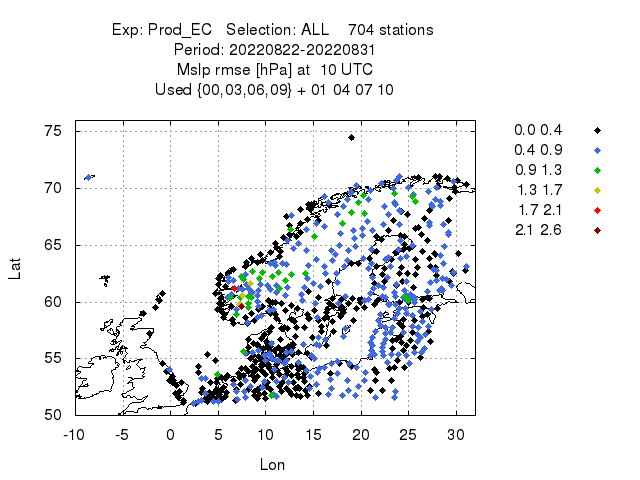 Exp: Prod_EC Selection: ALL 704 stations
Period: 20220822-20220831
Mslp rmse [hPa] at 10 UTC
Used {00,03,06,09} + 01 04 07 10
0.0 0.4
0.4 0.9
0.9 1.3
1.3 1.7
1.7 2.1
2.1 2.6
75
70
65
60
55
50
Lat
-10 -5 0 5 10 15 20 25 30
Lon